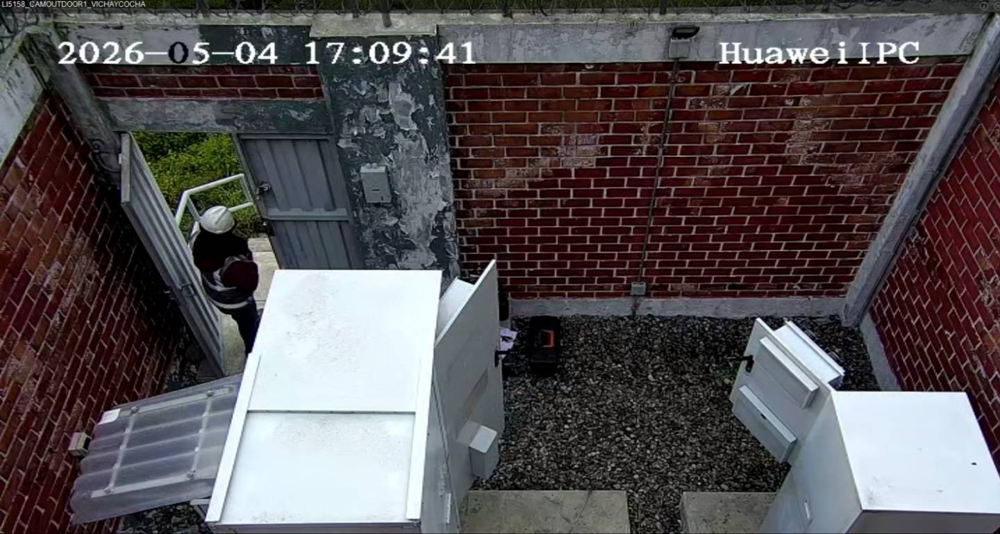 LI5158_CAMOUTDOOR1_VICHAYCOCHA
2026-05-04 17:09:41 HuaweiIPC